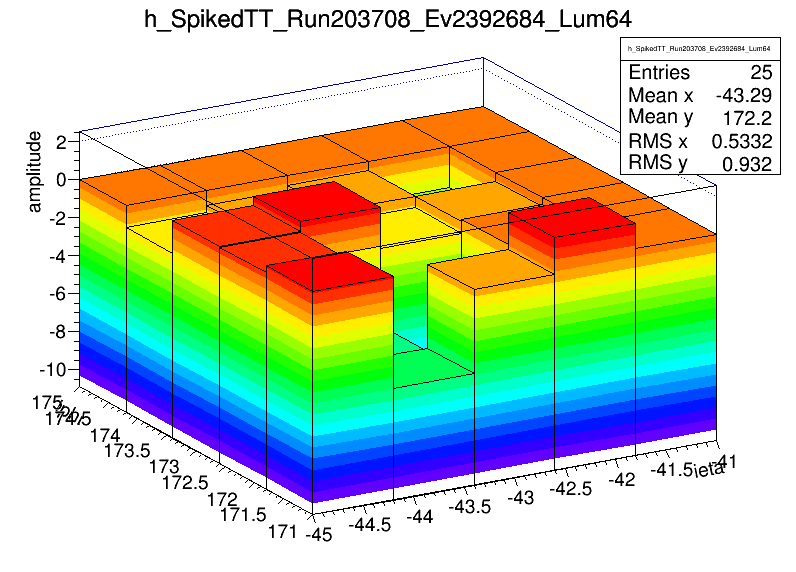 h_SpikedTT_Run203708_Ev2392684_Lum64
h_SpikedTT_Run203708_Ev2392684_Lum64
Entries 25
Mean x -43.29
Mean y 172.2
RMS x 0.5332
RMS y 0.932
amplitude
2
0
-2
-4
-6
-8
-10
175
174.5
174
173.5
173
172.5
172
171.5
171
-45
-44.5
-44
-43.5
-43
-42.5
-42
-41.5
-41
ieta